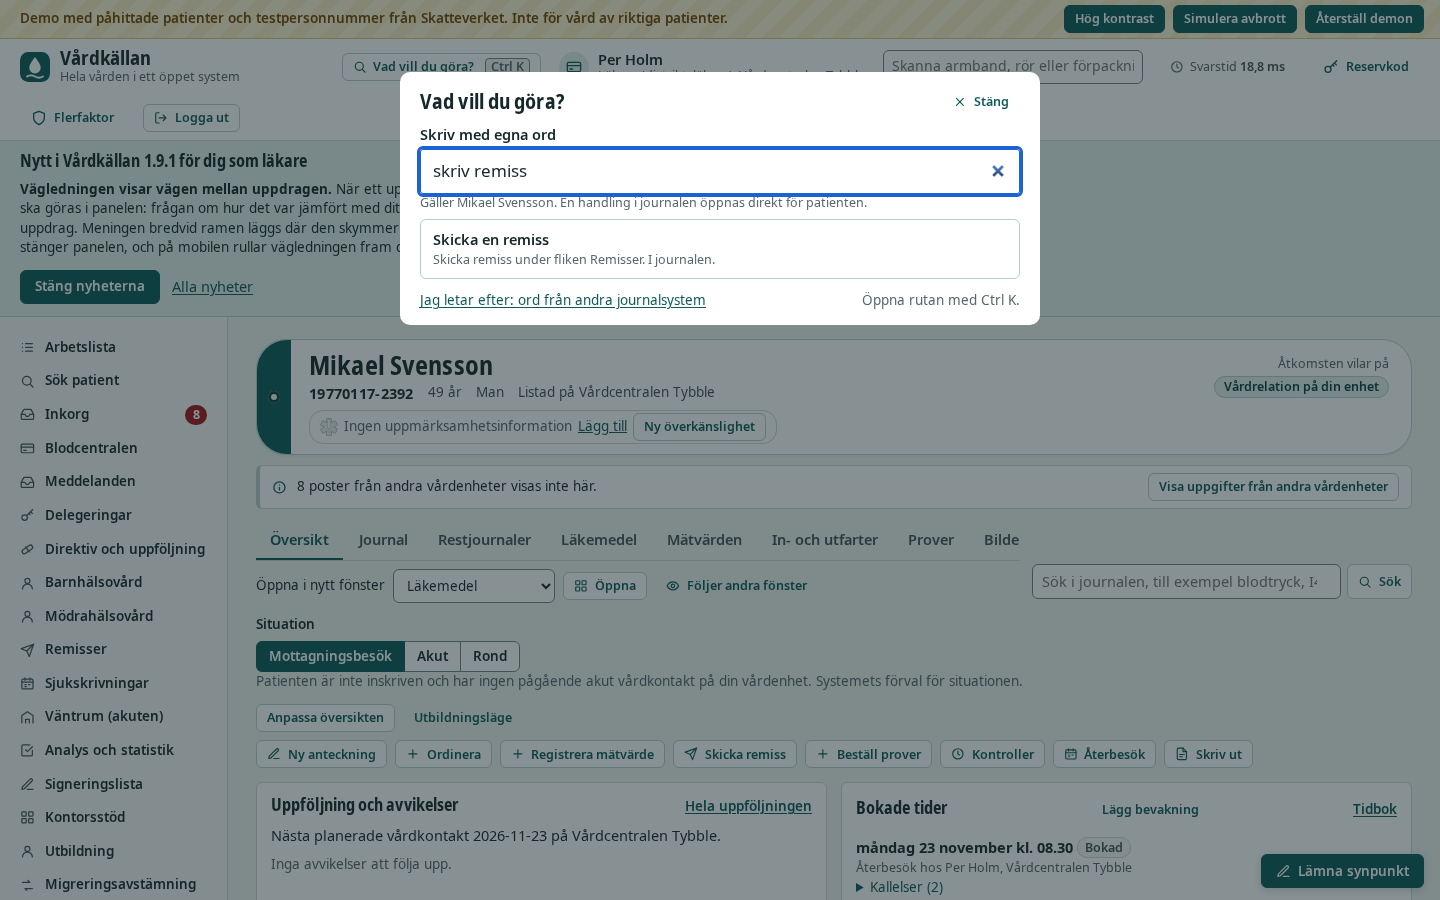 Demo med påhittade patienter och testpersonnummer från Skatteverket. Inte för vård av riktiga patienter.
Hög kontrast
Simulera avbrott
Återställ demon
Vårdkällan
Hela vården i ett öppet system
Vad vill du göra? Ctrl K
Per Holm
Skanna armband, rör eller förpackni
Svarstid 18,8 ms
Reservkod
Flerfaktor
Logga ut
Vad vill du göra?
Stäng
Skriv med egna ord
skriv remiss
Gäller Mikael Svensson. En handling i journalen öppnas direkt för patienten.
Skicka en remiss
Skicka remiss under fliken Remisser. I journalen.
Jag letar efter: ord från andra journalsystem
Öppna rutan med Ctrl K.
Nytt i Vårdkällan 1.9.1 för dig som läkare
Vägledningen visar vägen mellan uppdragen. När ett up
ska göras i panelen: frågan om hur det var jämfört med dit
uppdrag. Meningen bredvid ramen läggs där den skymmer
stänger panelen, och på mobilen rullar vägledningen fram
Stäng nyheterna
Alla nyheter
Arbetslista
Sök patient
Inkorg 8
Blodcentralen
Meddelanden
Delegeringar
Direktiv och uppföljning
Barnhälsovård
Mödrahälsovård
Remisser
Sjukskrivningar
Väntrum (akuten)
Analys och statistik
Signeringslista
Kontorsstöd
Utbildning
Migreringsavstämning
Mikael Svensson
19770117-2392 49 år Man Listad på Vårdcentralen Tybble
Ingen uppmärksamhetsinformation Lägg till Ny överkänslighet
Åtkomsten vilar på
Vårdrelation på din enhet
8 poster från andra vårdenheter visas inte här.
Visa uppgifter från andra vårdenheter
Översikt Journal Restjournaler Läkemedel Mätvärden In- och utfarter Prover Bilde
Öppna i nytt fönster Läkemedel Öppna Följer andra fönster
Sök i journalen, till exempel blodtryck, I4 Sök
Situation
Mottagningsbesök Akut Rond
Patienten är inte inskriven och har ingen pågående akut vårdkontakt på din vårdenhet. Systemets förval för situationen.
Anpassa översikten Utbildningsläge
Ny anteckning Ordinera Registrera mätvärde Skicka remiss Beställ prover Kontroller Återbesök Skriv ut
Uppföljning och avvikelser
Hela uppföljningen
Nästa planerade vårdkontakt 2026-11-23 på Vårdcentralen Tybble.
Inga avvikelser att följa upp.
Bokade tider
Lägg bevakning
Tidbok
måndag 23 november kl. 08.30 Bokad
Återbesök hos Per Holm, Vårdcentralen Tybble
Kallelser (2)
Lämna synpunkt